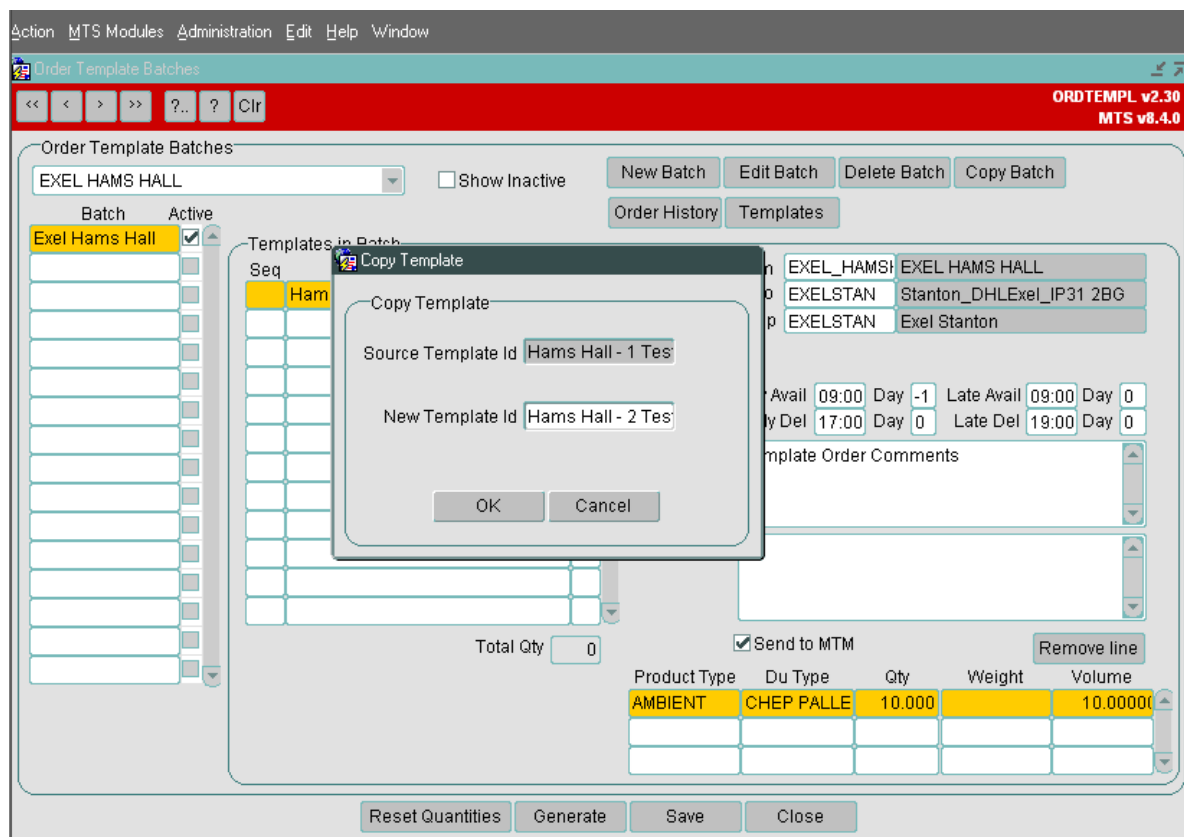 Action MTS Modules Administration Edit Help Window
Order Template Batches
<< < > >> ?.. ? Clr
ORDTEMPL v2.30
MTS v8.4.0
Order Template Batches
EXEL HAMS HALL
Show Inactive
New Batch Edit Batch Delete Batch Copy Batch
Order History Templates
Batch Active
Exel Hams Hall
Templates in Batch
Seq
Ham
Copy Template
Copy Template
Source Template Id Hams Hall - 1 Tes
New Template Id Hams Hall - 2 Tes
OK Cancel
n EXEL_HAMSH EXEL HAMS HALL
o EXELSTAN Stanton_DHLExel_IP31 2BG
p EXELSTAN Exel Stanton
Avail 09:00 Day -1 Late Avail 09:00 Day 0
ly Del 17:00 Day 0 Late Del 19:00 Day 0
mplate Order Comments
Total Qty 0
Send to MTM
Remove line
Product Type Du Type Qty Weight Volume
AMBIENT CHEP PALLE 10.000 10.0000
Reset Quantities Generate Save Close